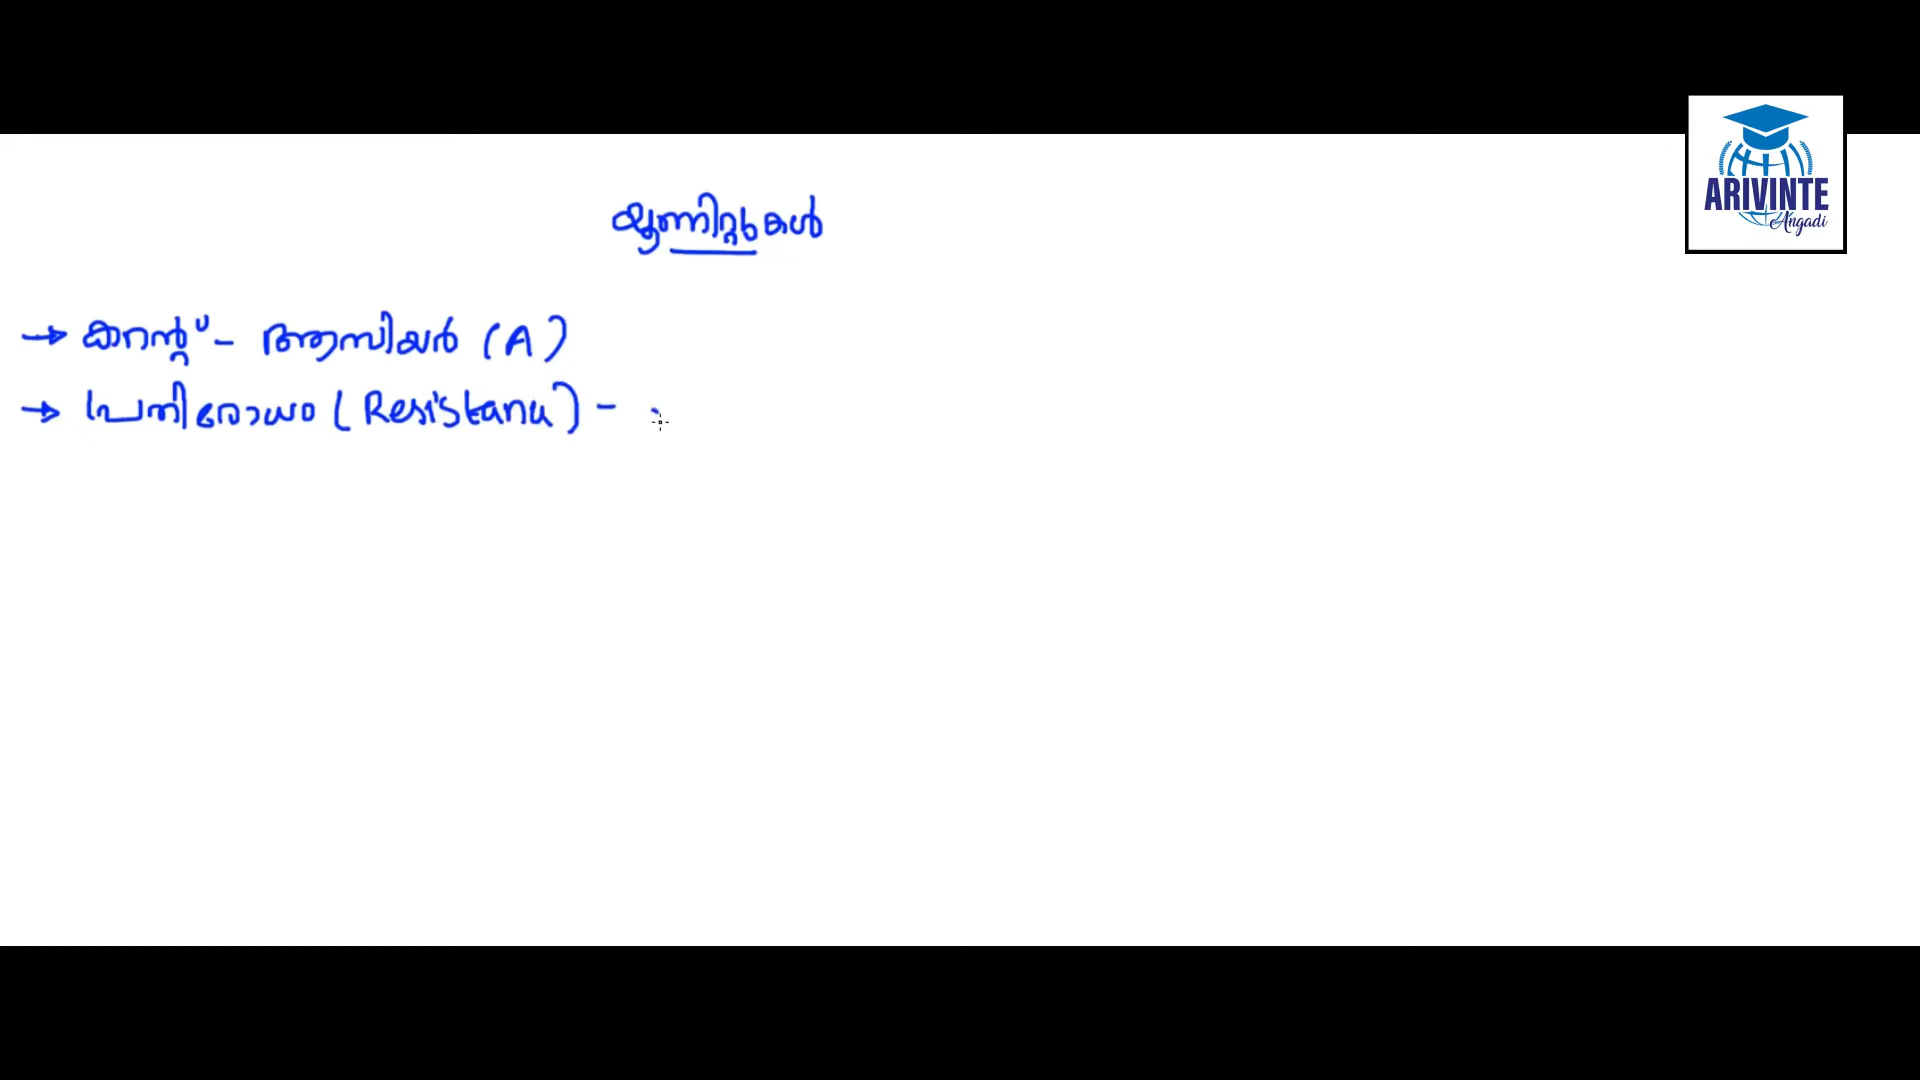 യൂണിറ്റുകൾ
→ കറന്റ് - ആമ്പിയർ (A)
→ പ്രതിരോധം (Resistance) -
ARIVINTE
Angadi